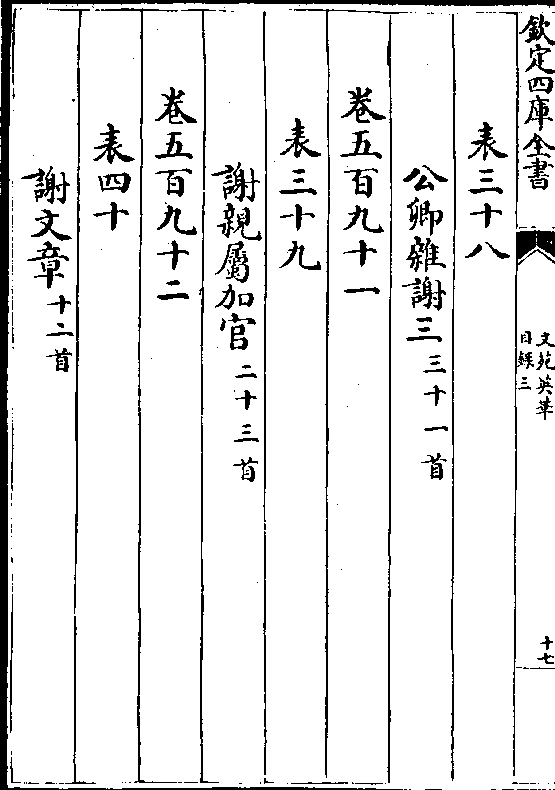 欽定四庫全書
文苑英華
目録三
十七
表三十八
公卿雜謝三三十一首
卷五百九十一
表三十九
謝親屬加官二十三首
卷五百九十二
表四十
謝文章十二首